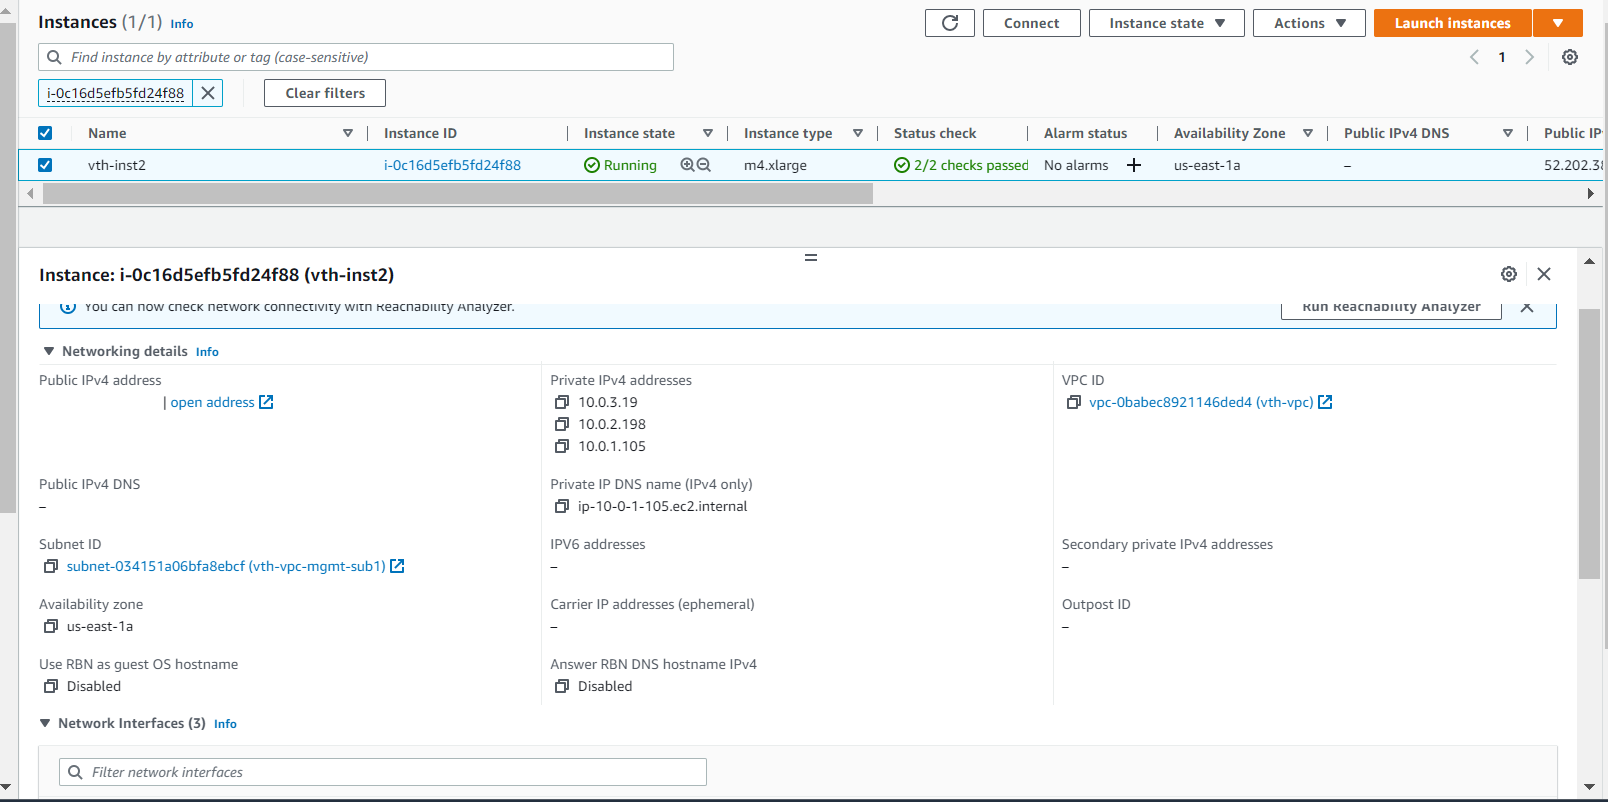 Instances (1/1) Info
Connect
Instance state
Actions
Launch instances
Find instance by attribute or tag (case-sensitive)
1
i-0c16d5efb5fd24f88
Clear filters
Name Instance ID Instance state Instance type Status check Alarm status Availability Zone Public IPv4 DNS Public IP
vth-inst2 i-0c16d5efb5fd24f88 Running m4.xlarge 2/2 checks passed No alarms + us-east-1a – 52.202.38
Instance: i-0c16d5efb5fd24f88 (vth-inst2)
You can now check network connectivity with Reachability Analyzer.
Run Reachability Analyzer
Networking details Info
Public IPv4 address
| open address
Private IPv4 addresses
10.0.3.19
10.0.2.198
10.0.1.105
VPC ID
vpc-0babec8921146ded4 (vth-vpc)
Public IPv4 DNS
–
Private IP DNS name (IPv4 only)
ip-10-0-1-105.ec2.internal
Subnet ID
subnet-034151a06bfa8ebcf (vth-vpc-mgmt-sub1)
IPV6 addresses
–
Secondary private IPv4 addresses
–
Availability zone
us-east-1a
Carrier IP addresses (ephemeral)
–
Outpost ID
–
Use RBN as guest OS hostname
Disabled
Answer RBN DNS hostname IPv4
Disabled
Network Interfaces (3) Info
Filter network interfaces